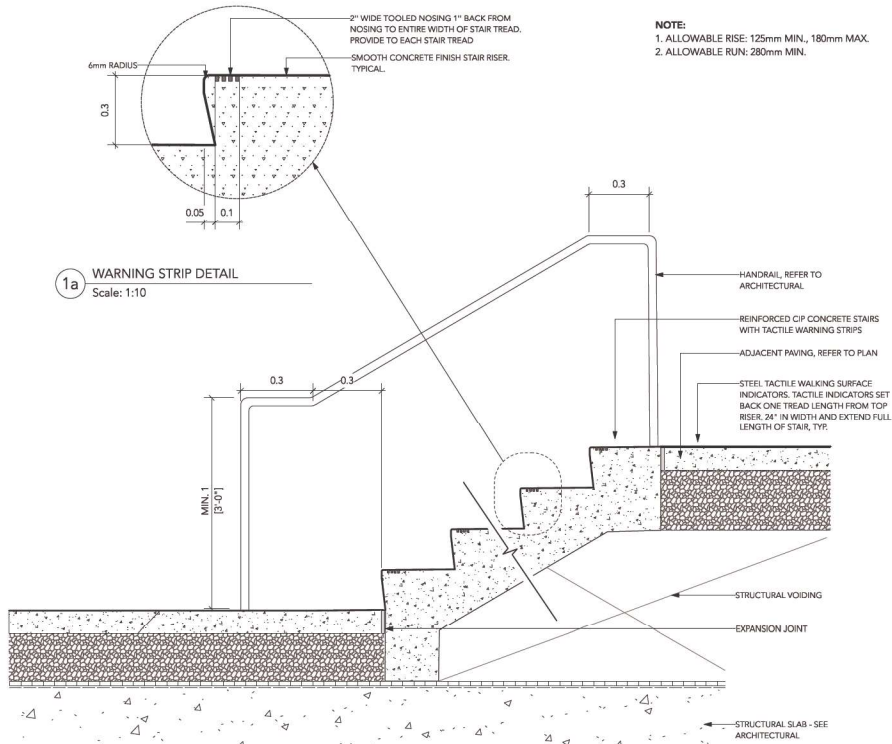 2" WIDE TOOLED NOSING 1" BACK FROM
NOSING TO ENTIRE WIDTH OF STAIR TREAD.
PROVIDE TO EACH STAIR TREAD
SMOOTH CONCRETE FINISH STAIR RISER.
TYPICAL.
6mm RADIUS
0.3
0.05
0.1
1a
WARNING STRIP DETAIL
Scale: 1:10
NOTE:
1. ALLOWABLE RISE: 125mm MIN., 180mm MAX.
2. ALLOWABLE RUN: 280mm MIN.
0.3
HANDRAIL, REFER TO
ARCHITECTURAL
REINFORCED CIP CONCRETE STAIRS
WITH TACTILE WARNING STRIPS
ADJACENT PAVING, REFER TO PLAN
STEEL TACTILE WALKING SURFACE
INDICATORS. TACTILE INDICATORS SET
BACK ONE TREAD LENGTH FROM TOP
RISER. 24" IN WIDTH AND EXTEND FULL
LENGTH OF STAIR, TYP.
0.3
0.3
MIN. 1
[3'-0"]
STRUCTURAL VOIDING
EXPANSION JOINT
STRUCTURAL SLAB - SEE
ARCHITECTURAL